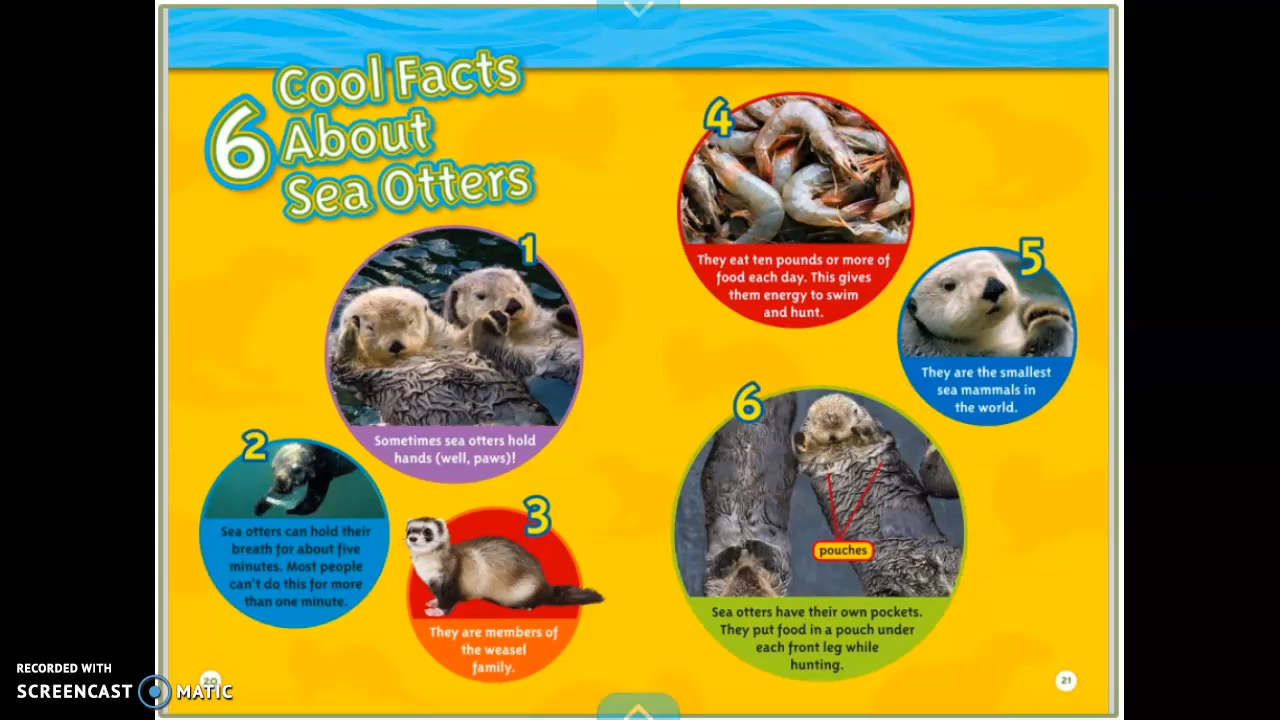 6
Cool Facts
About
Sea Otters
1
Sometimes sea otters hold
hands (well, paws)!
2
Sea otters can hold their
breath for about five
minutes. Most people
can't do this for more
than one minute.
3
They are members of
the weasel
family.
4
They eat ten pounds or more of
food each day. This gives
them energy to swim
and hunt.
5
They are the smallest
sea mammals in
the world.
6
pouches
Sea otters have their own pockets.
They put food in a pouch under
each front leg while
hunting.
20
21
RECORDED WITH
SCREENCAST MATIC